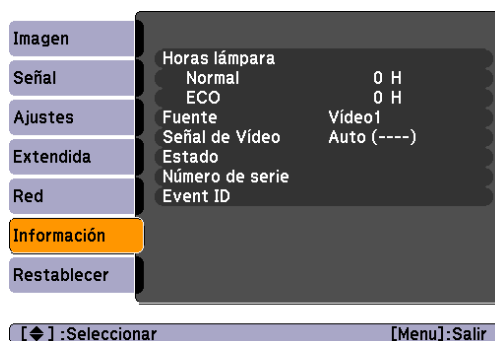 Imagen
Señal
Ajustes
Extendida
Red
Información
Restablecer
Horas lámpara
Normal 0 H
ECO 0 H
Fuente Vídeo1
Señal de Vídeo Auto (----)
Estado
Número de serie
Event ID
[◆] :Seleccionar [Menu]:Salir